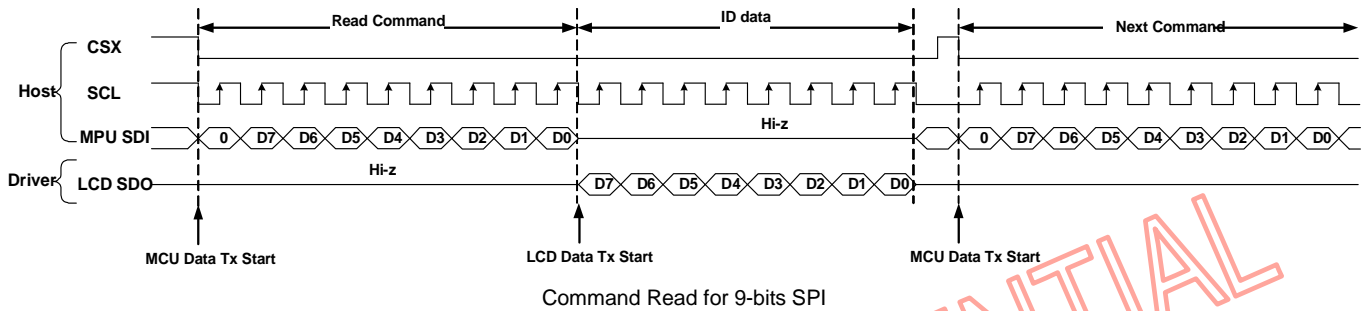 Read Command ID data Next Command
CSX
Host SCL
MPU SDI 0 D7 D6 D5 D4 D3 D2 D1 D0 Hi-z 0 D7 D6 D5 D4 D3 D2 D1 D0
Driver LCD SDO Hi-z D7 D6 D5 D4 D3 D2 D1 D0
MCU Data Tx Start LCD Data Tx Start MCU Data Tx Start
Command Read for 9-bits SPI
NTIAL